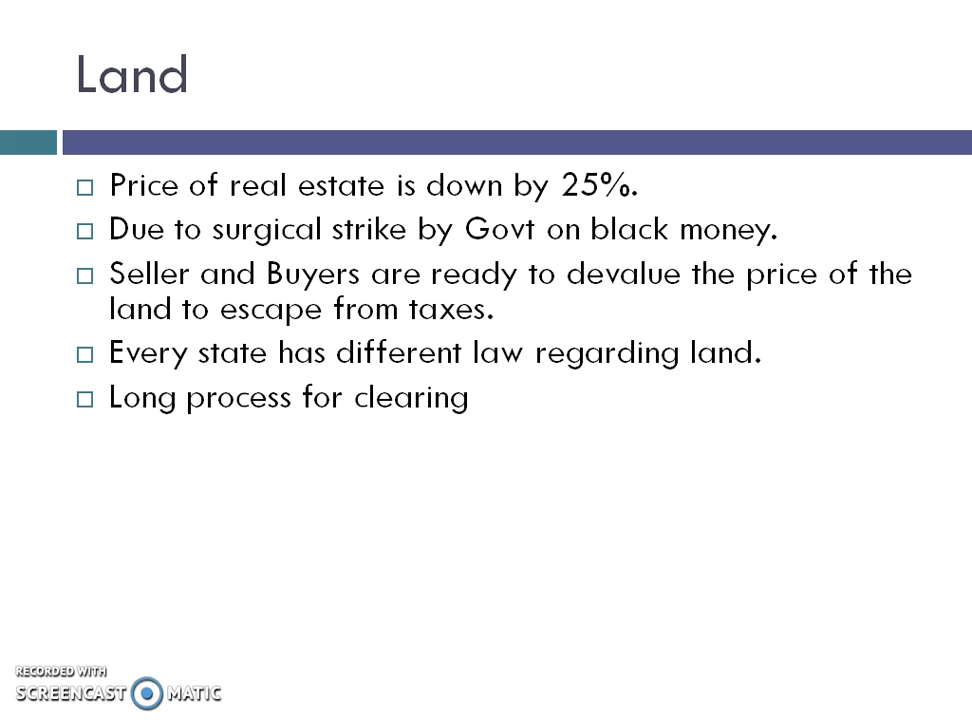 Land
Price of real estate is down by 25%.
Due to surgical strike by Govt on black money.
Seller and Buyers are ready to devalue the price of the
land to escape from taxes.
Every state has different law regarding land.
Long process for clearing
RECORDED WITH
SCREENCAST MATIC